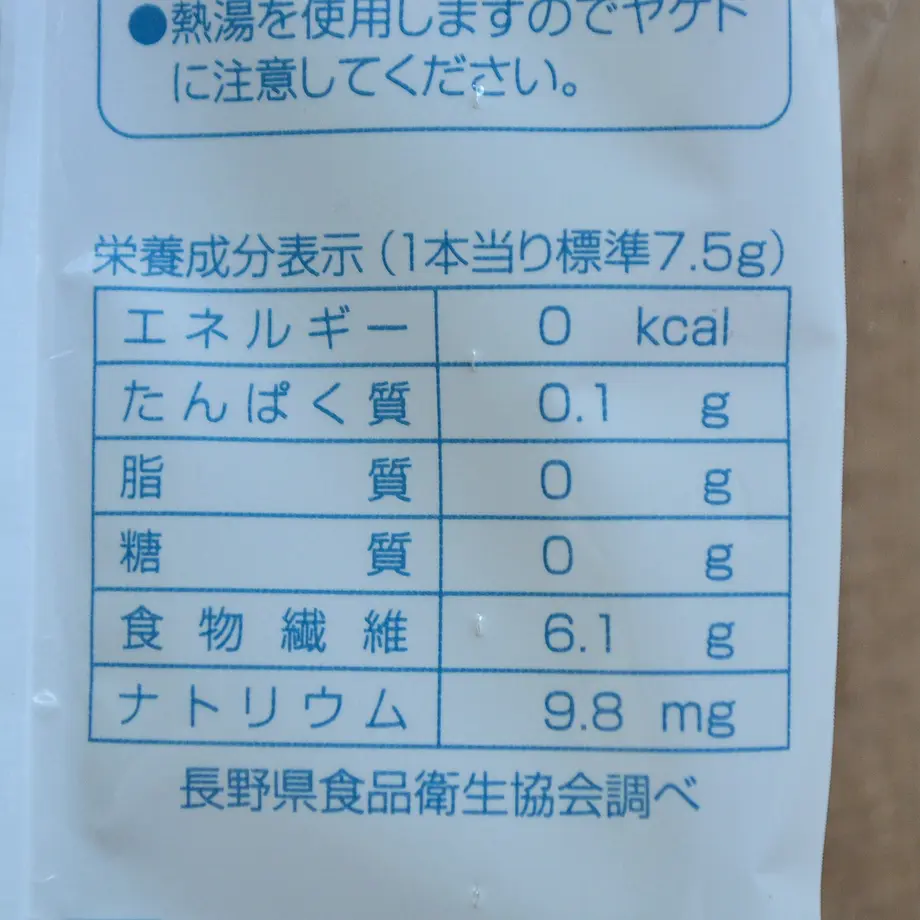 ●熱湯を使用しますのでヤケド
に注意してください。
栄養成分表示(1本当り標準7.5g)
エネルギー 0 kcal
たんぱく質 0.1 g
脂質 0 g
糖質 0 g
食物繊維 6.1 g
ナトリウム 9.8 mg
長野県食品衛生協会調べ